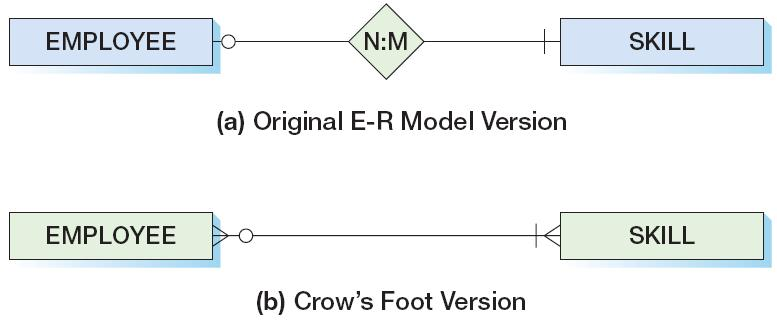 EMPLOYEE N:M SKILL
(a) Original E-R Model Version
EMPLOYEE SKILL
(b) Crow's Foot Version